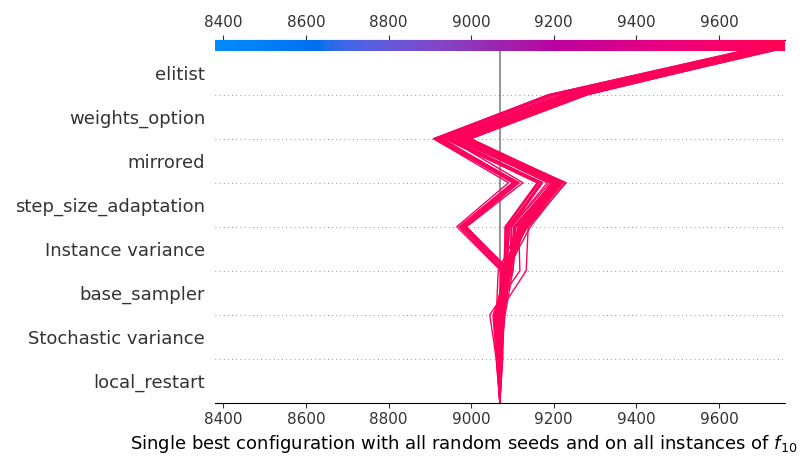 8400 8600 8800 9000 9200 9400 9600
elitist
weights_option
mirrored
step_size_adaptation
Instance variance
base_sampler
Stochastic variance
local_restart
8400 8600 8800 9000 9200 9400 9600
Single best configuration with all random seeds and on all instances of f₁₀